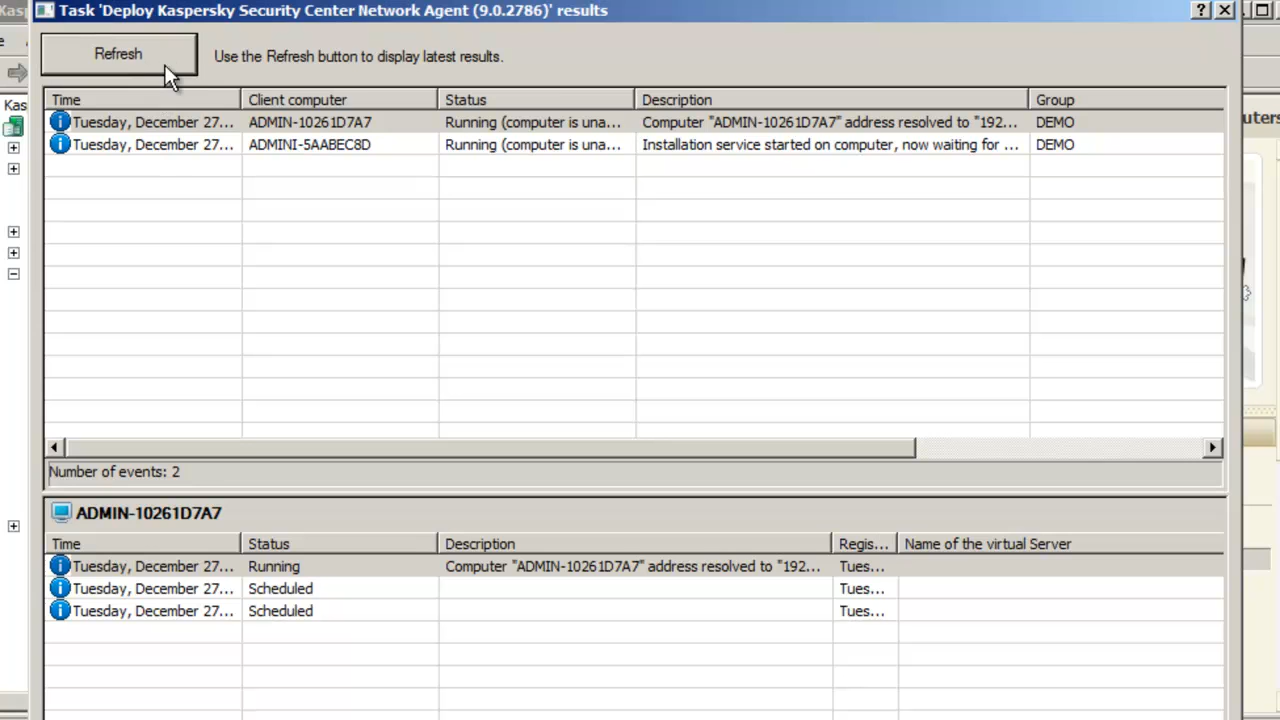 Task 'Deploy Kaspersky Security Center Network Agent (9.0.2786)' results
Refresh
Use the Refresh button to display latest results.
Time Client computer Status Description Group
Tuesday, December 27... ADMIN-10261D7A7 Running (computer is una... Computer "ADMIN-10261D7A7" address resolved to "192... DEMO
Tuesday, December 27... ADMINI-5AABEC8D Running (computer is una... Installation service started on computer, now waiting for ... DEMO
Number of events: 2
ADMIN-10261D7A7
Time Status Description Regis... Name of the virtual Server
Tuesday, December 27... Running Computer "ADMIN-10261D7A7" address resolved to "192... Tues...
Tuesday, December 27... Scheduled Tues...
Tuesday, December 27... Scheduled Tues...
Kas
uters